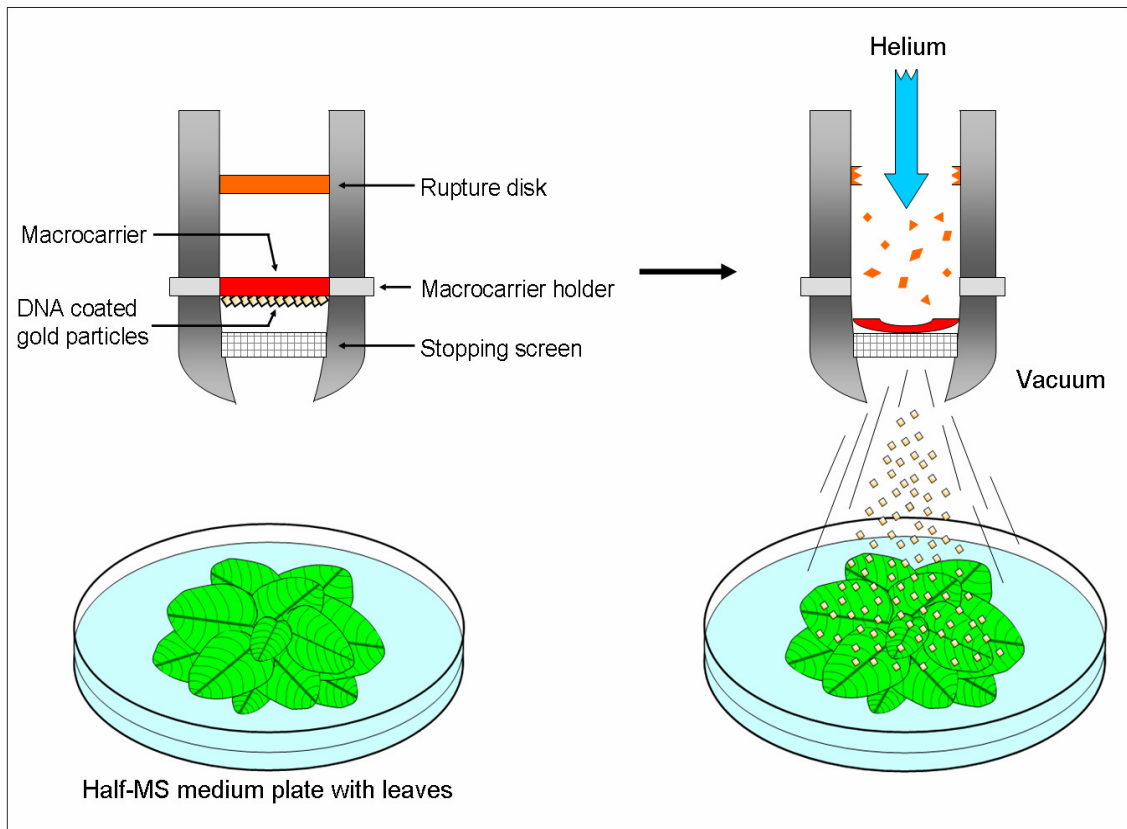 Helium
Rupture disk
Macrocarrier
Macrocarrier holder
DNA coated
gold particles
Stopping screen
Vacuum
Half-MS medium plate with leaves